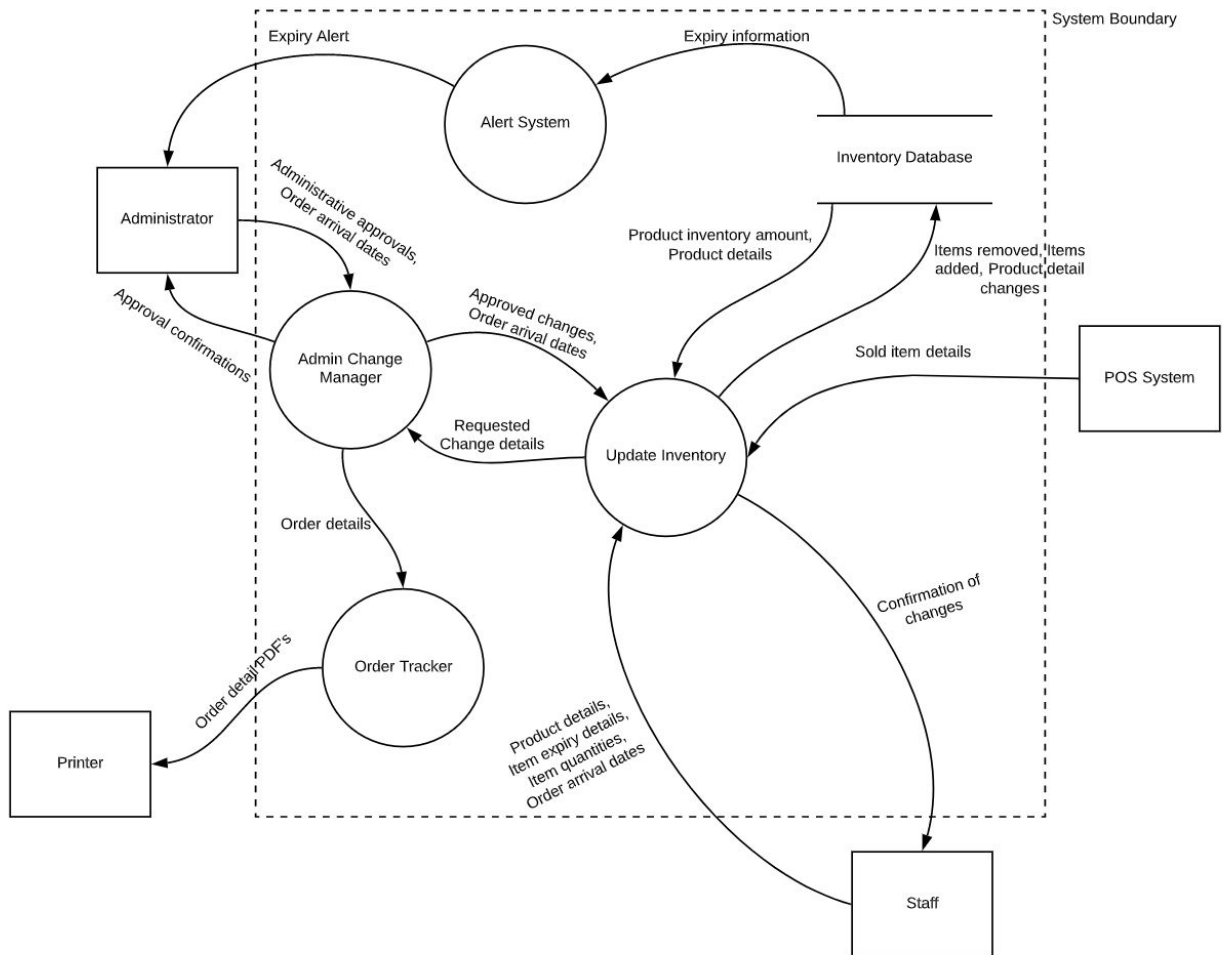 System Boundary
Expiry Alert
Expiry information
Alert System
Inventory Database
Administrator
Administrative approvals,
Order arrival dates
Product inventory amount,
Product details
Items removed, Items
added, Product detail
changes
Approval confirmations
Approved changes,
Order arival dates
Admin Change
Manager
Sold item details
POS System
Requested
Change details
Update Inventory
Order details
Confirmation of
changes
Order Tracker
Order detail PDF's
Printer
Product details,
Item expiry details,
Item quantities,
Order arrival dates
Staff